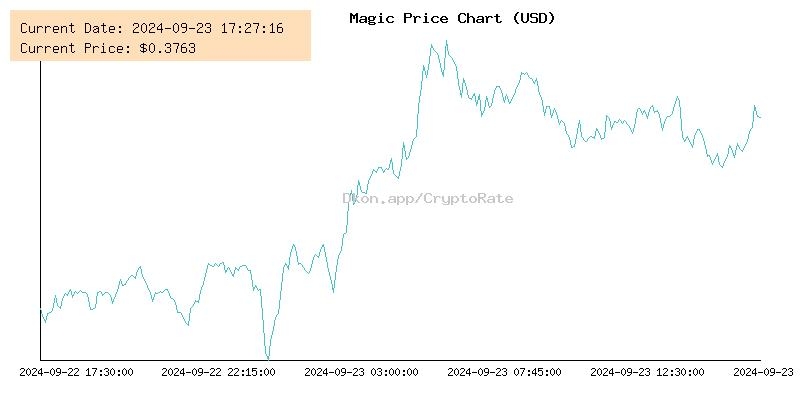 Magic Price Chart (USD)
Current Date: 2024-09-23 17:27:16
Current Price: $0.3763
Dkon.app/CryptoRate
2024-09-22 17:30:00 2024-09-22 22:15:00 2024-09-23 03:00:00 2024-09-23 07:45:00 2024-09-23 12:30:00 2024-09-23